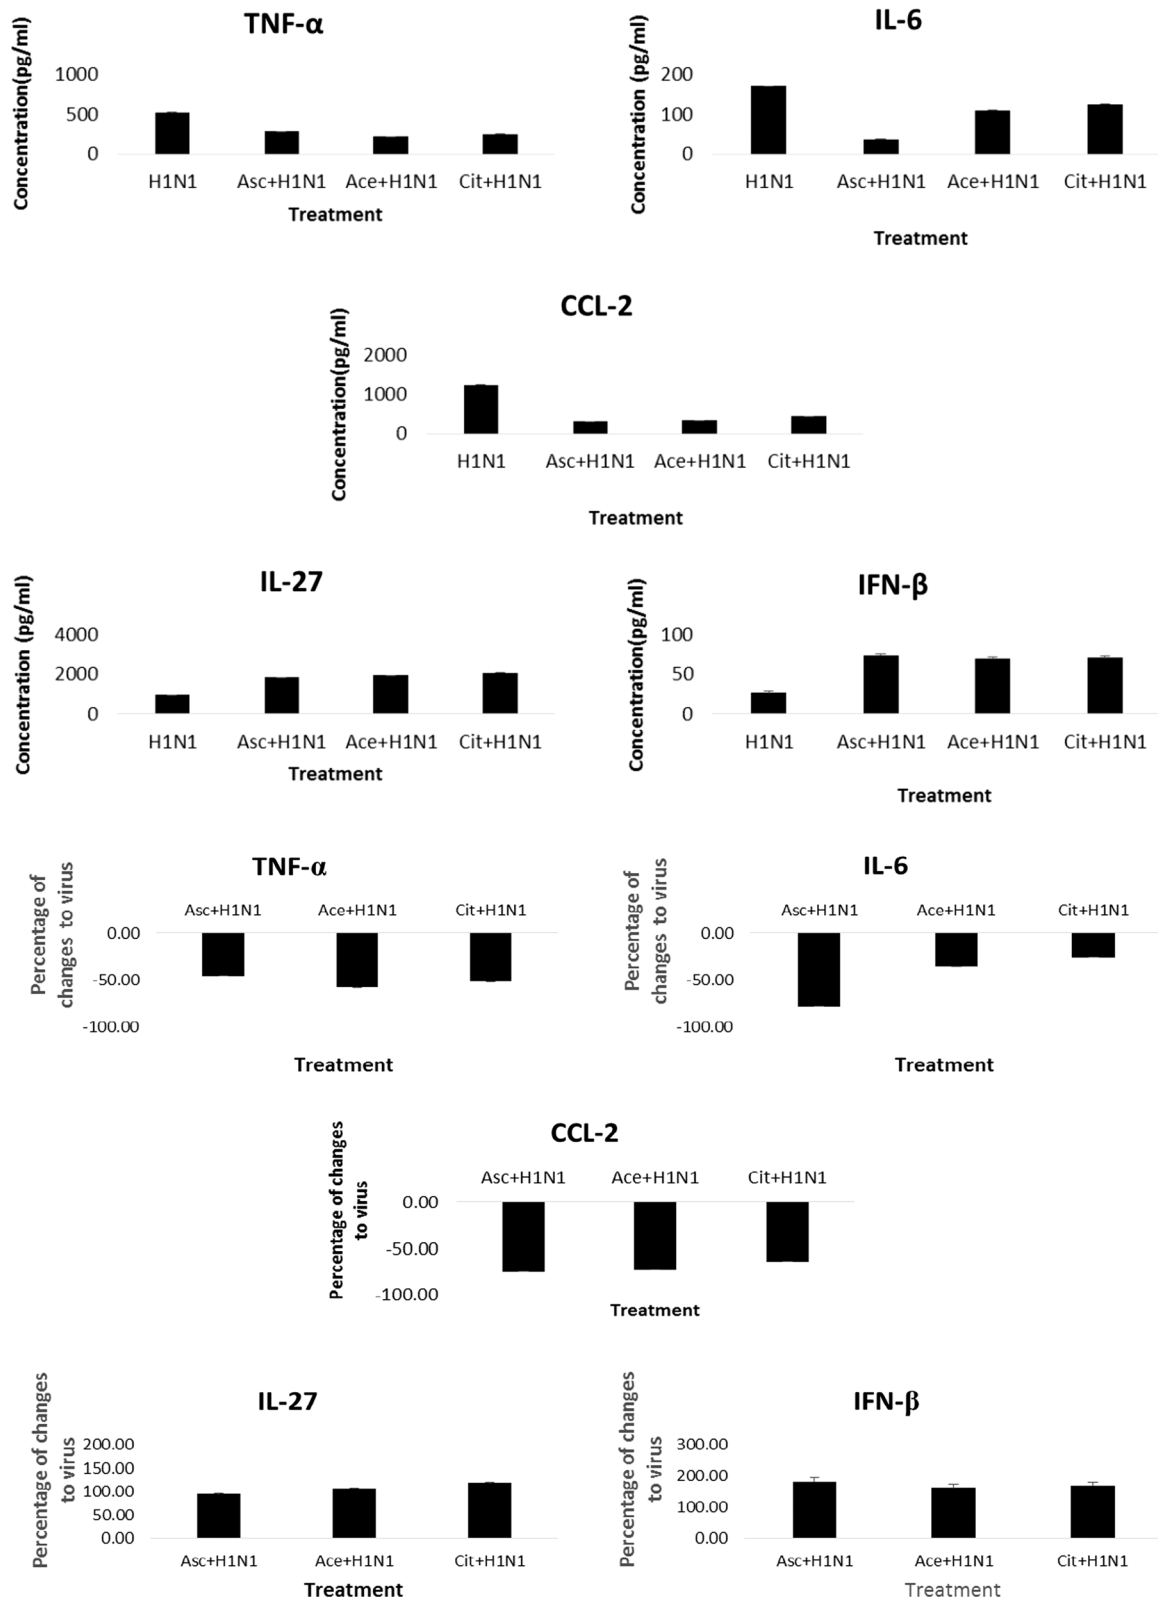 TNF-α
Concentration(pg/ml)
1000
500
0
H1N1 Asc+H1N1 Ace+H1N1 Cit+H1N1
Treatment
IL-6
Concentration (pg/ml)
200
100
0
H1N1 Asc+H1N1 Ace+H1N1 Cit+H1N1
Treatment
CCL-2
Concentration(pg/ml)
2000
1000
0
H1N1 Asc+H1N1 Ace+H1N1 Cit+H1N1
Treatment
IL-27
Concentration (pg/ml)
4000
2000
0
H1N1 Asc+H1N1 Ace+H1N1 Cit+H1N1
Treatment
IFN-β
Concentration(pg/ml)
100
50
0
H1N1 Asc+H1N1 Ace+H1N1 Cit+H1N1
Treatment
TNF-α
Percentage of
changes to virus
Asc+H1N1 Ace+H1N1 Cit+H1N1
0.00
-50.00
-100.00
Treatment
IL-6
Percentage of
changes to virus
Asc+H1N1 Ace+H1N1 Cit+H1N1
0.00
-50.00
-100.00
Treatment
CCL-2
Percentage of changes
to virus
Asc+H1N1 Ace+H1N1 Cit+H1N1
0.00
-50.00
-100.00
Treatment
IL-27
Percentage of changes
to virus
200.00
150.00
100.00
50.00
0.00
Asc+H1N1 Ace+H1N1 Cit+H1N1
Treatment
IFN-β
Percentage of changes
to virus
300.00
200.00
100.00
0.00
Asc+H1N1 Ace+H1N1 Cit+H1N1
Treatment